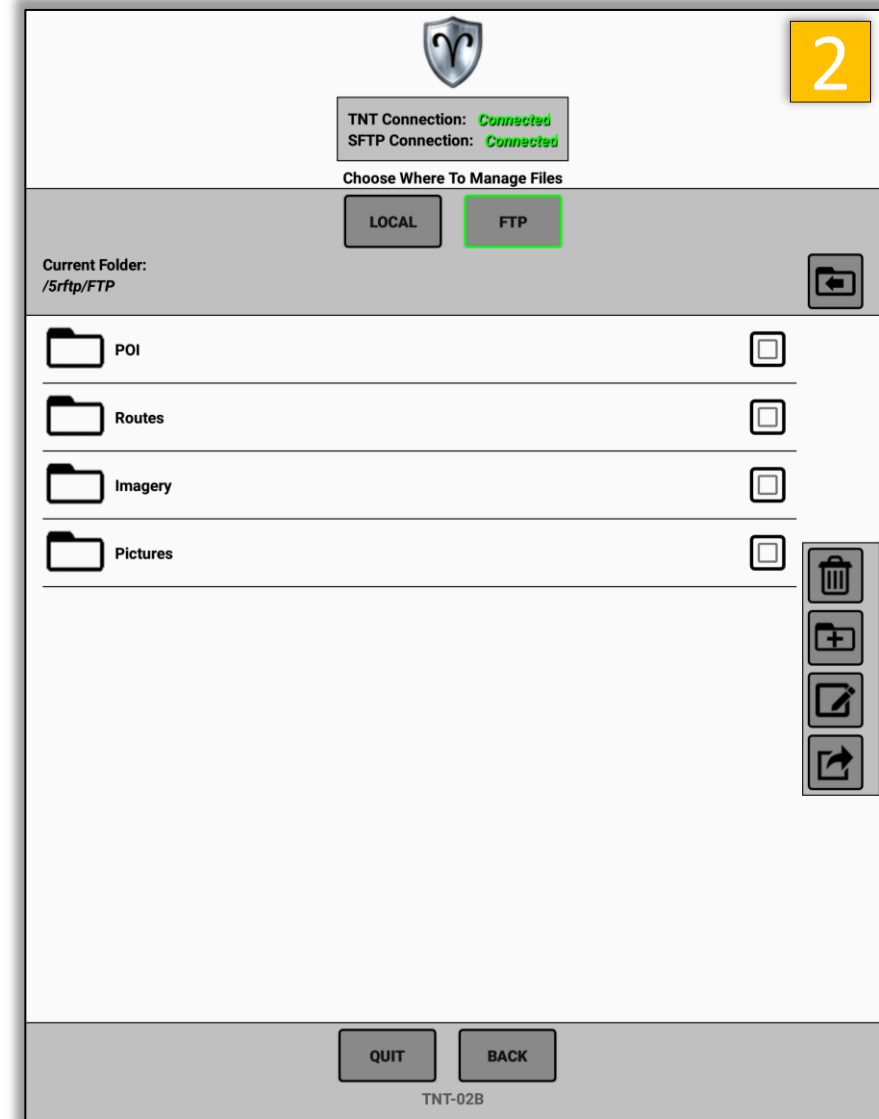 2
TNT Connection: Connected
SFTP Connection: Connected
Choose Where To Manage Files
LOCAL FTP
Current Folder:
/5rftp/FTP
POI
Routes
Imagery
Pictures
QUIT BACK
TNT-02B